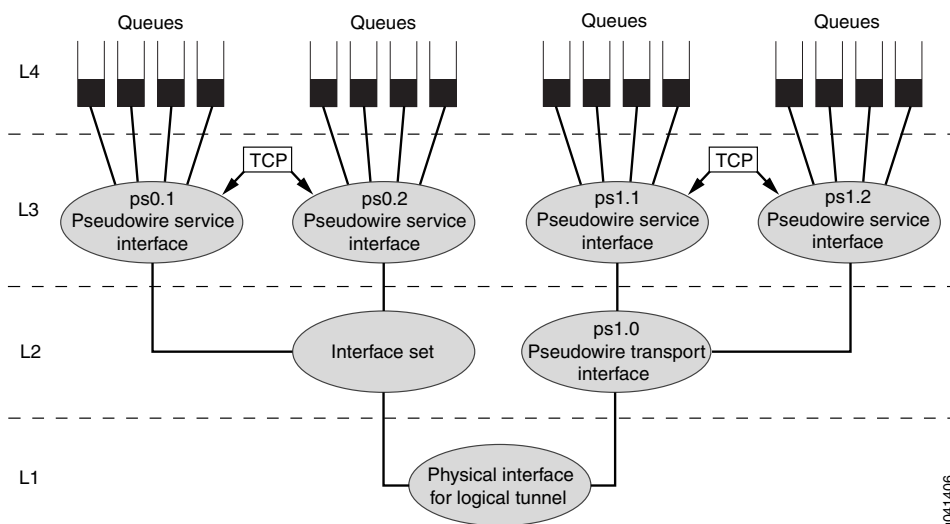 Queues
Queues
Queues
Queues
L4
TCP
TCP
L3
ps0.1
Pseudowire service
interface
ps0.2
Pseudowire service
interface
ps1.1
Pseudowire service
interface
ps1.2
Pseudowire service
interface
L2
Interface set
ps1.0
Pseudowire transport
interface
L1
Physical interface
for logical tunnel